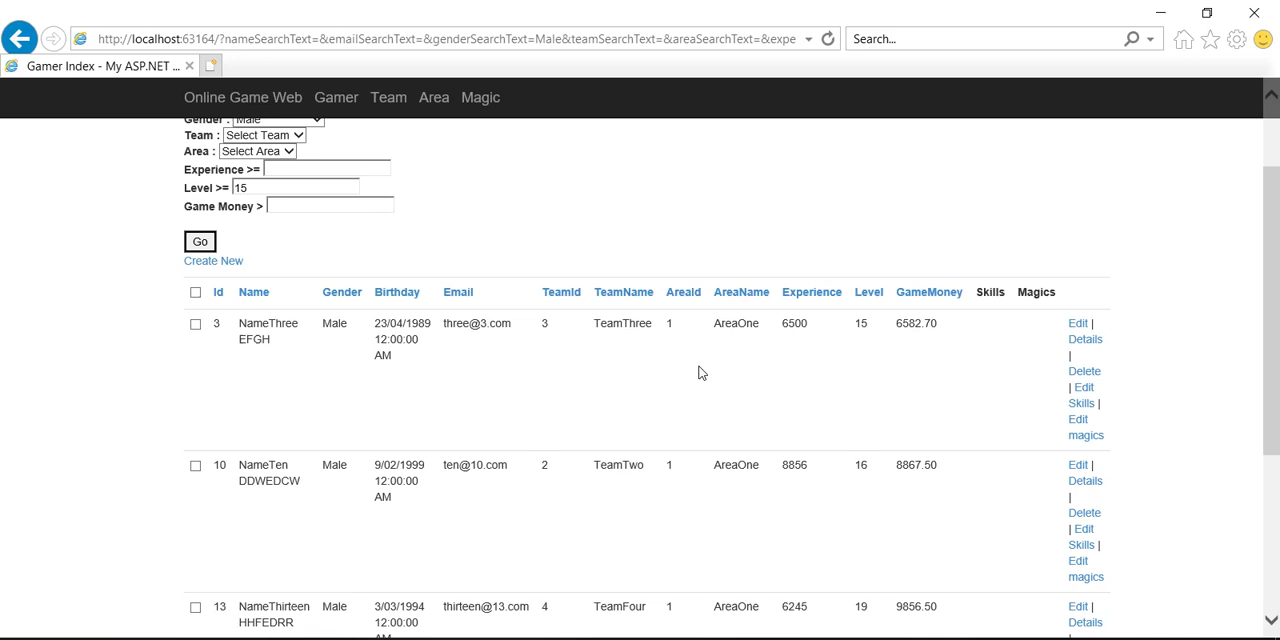 http://localhost:63164/?nameSearchText=&emailSearchText=&genderSearchText=Male&teamSearchText=&areaSearchText=&expe
Search...
Gamer Index - My ASP.NET ...
Online Game Web Gamer Team Area Magic
Gender : Male
Team : Select Team
Area : Select Area
Experience >=
Level >= 15
Game Money >
Go
Create New
Id Name Gender Birthday Email TeamId TeamName AreaId AreaName Experience Level GameMoney Skills Magics
3 NameThree Male 23/04/1989 three@3.com 3 TeamThree 1 AreaOne 6500 15 6582.70 Edit |
EFGH 12:00:00 Details
AM |
Delete
| Edit
Skills |
Edit
magics
10 NameTen Male 9/02/1999 ten@10.com 2 TeamTwo 1 AreaOne 8856 16 8867.50 Edit |
DDWEDCW 12:00:00 Details
AM |
Delete
| Edit
Skills |
Edit
magics
13 NameThirteen Male 3/03/1994 thirteen@13.com 4 TeamFour 1 AreaOne 6245 19 9856.50 Edit |
HHFEDRR 12:00:00 Details
AM |